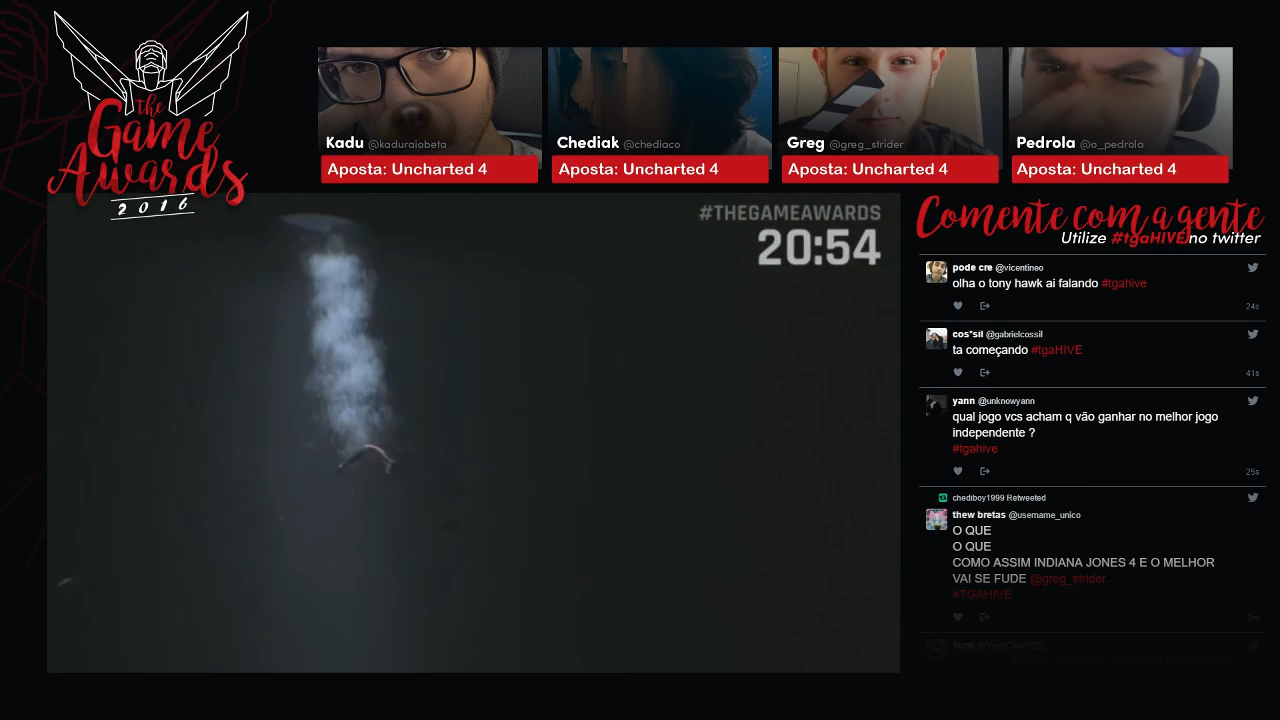 the
Game
Awards
2016
Kadu @kaduraiobeta
Aposta: Uncharted 4
Chediak @chediaco
Aposta: Uncharted 4
Greg @greg_strider
Aposta: Uncharted 4
Pedrola @o_pedrola
Aposta: Uncharted 4
#THEGAMEAWARDS
20:54
Comente com a gente
Utilize #tgaHIVE no twitter
pode cre @vicentineo
olha o tony hawk ai falando #tgahive
24s
cos*sil @gabrielcossil
ta começando #tgaHIVE
41s
yann @unknowyann
qual jogo vcs acham q vão ganhar no melhor jogo
independente ?
#tgahive
25s
chediboy1999 Retweeted
thew bretas @username_unico
O QUE
O QUE
COMO ASSIM INDIANA JONES 4 E O MELHOR
VAI SE FUDE @greg_strider
#TGAHIVE